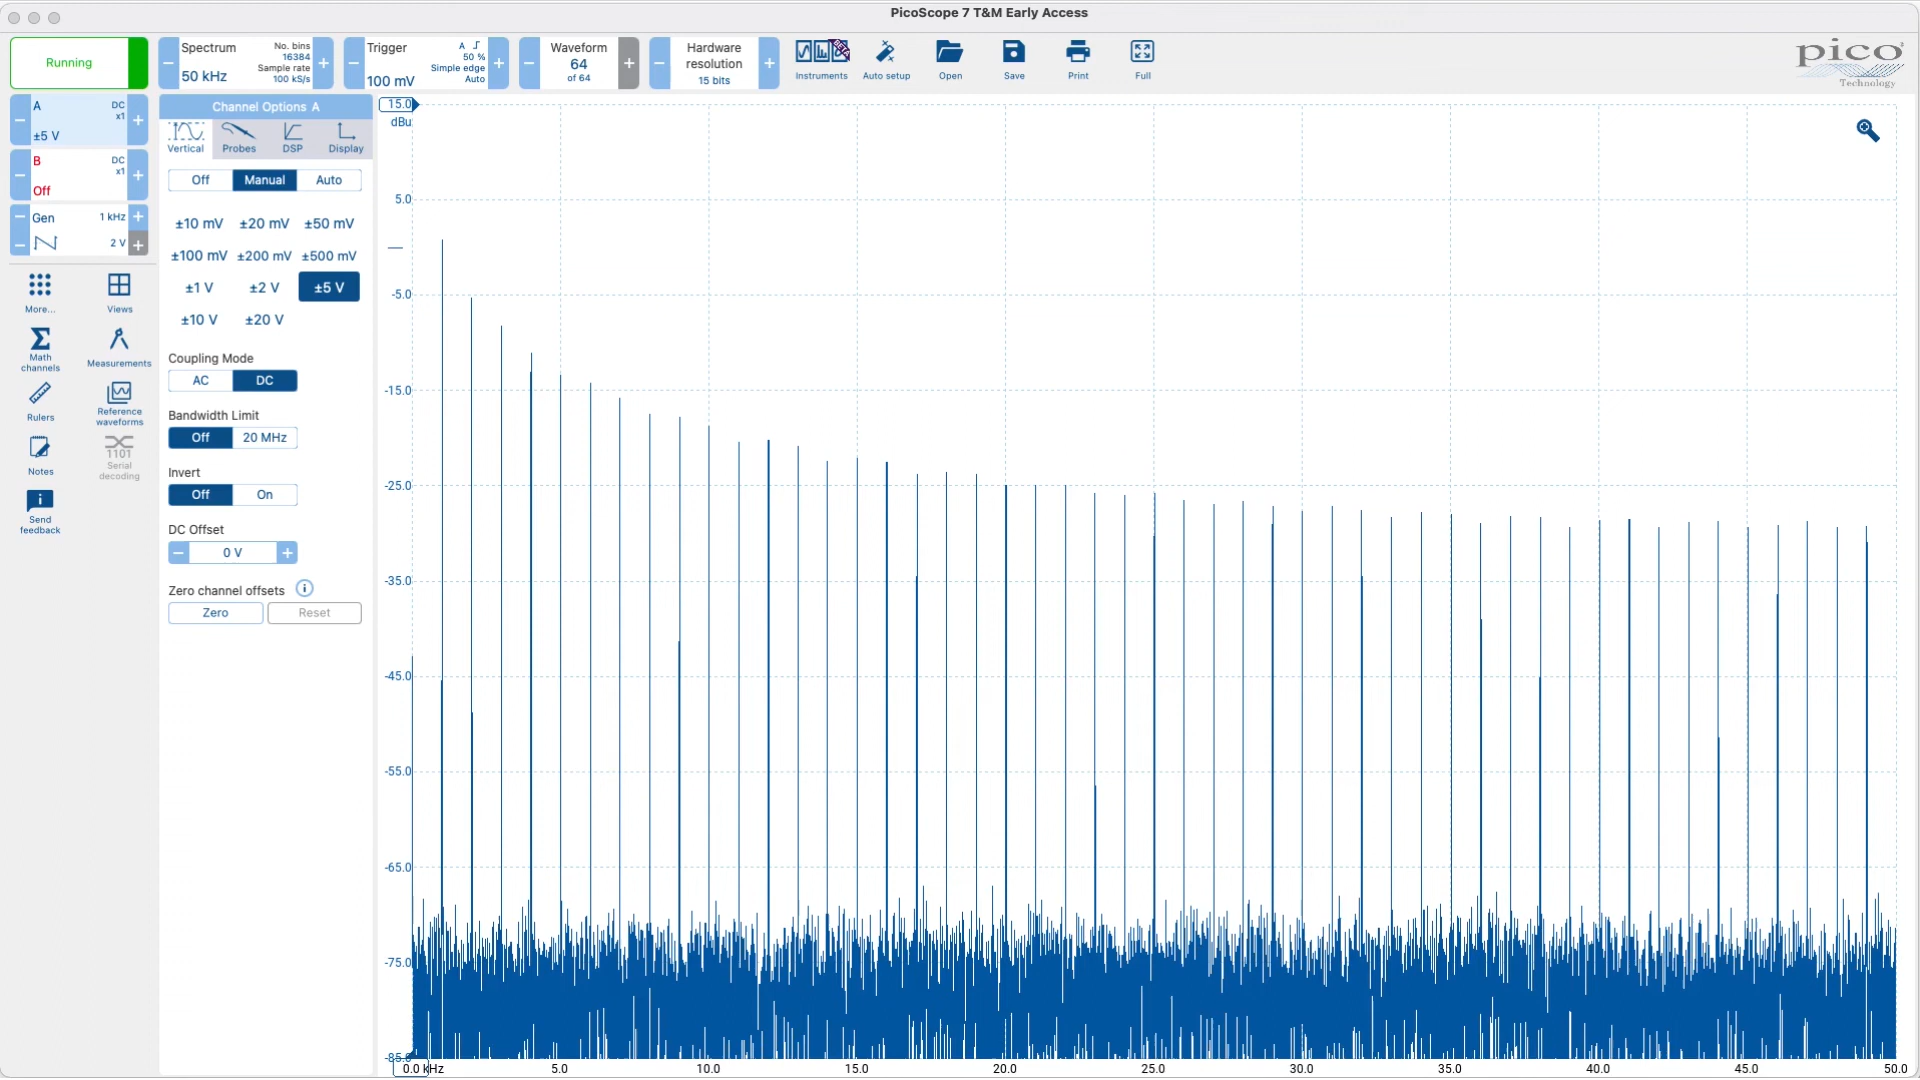 PicoScope 7 T&M Early Access
Running
Spectrum
50 kHz
No. bins
16384
Sample rate
100 kS/s
Trigger
100 mV
A
50 %
Simple edge
Auto
Waveform
64
of 64
Hardware
resolution
15 bits
Instruments
Auto setup
Open
Save
Print
Full
pico
Technology
A
DC
x1
±5 V
B
DC
x1
Off
Gen
1 kHz
2 V
More...
Views
Math
channels
Measurements
Rulers
Reference
waveforms
Notes
1101
Serial
decoding
Send
feedback
Channel Options A
Vertical
Probes
DSP
Display
Off
Manual
Auto
±10 mV
±20 mV
±50 mV
±100 mV
±200 mV
±500 mV
±1 V
±2 V
±5 V
±10 V
±20 V
Coupling Mode
AC
DC
Bandwidth Limit
Off
20 MHz
Invert
Off
On
DC Offset
0 V
Zero channel offsets
Zero
Reset
15.0
dBu
5.0
-5.0
-15.0
-25.0
-35.0
-45.0
-55.0
-65.0
-75.0
-85.0
0.0 kHz
5.0
10.0
15.0
20.0
25.0
30.0
35.0
40.0
45.0
50.0